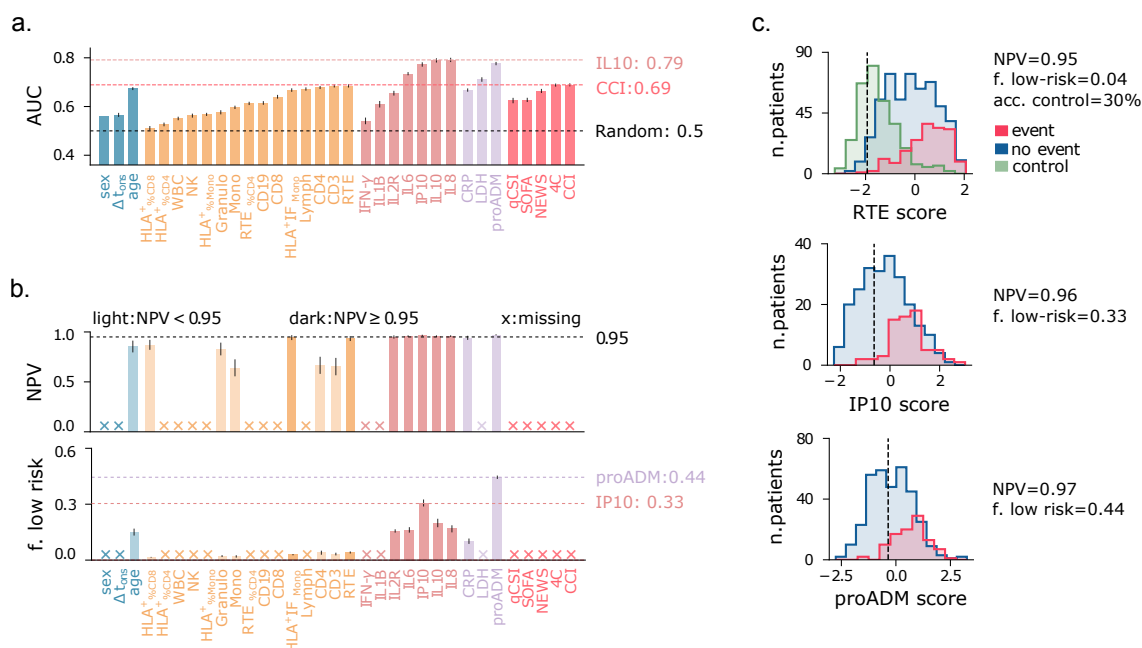 a.
AUC
0.8
0.6
0.4
IL10: 0.79
CCI: 0.69
Random: 0.5
sex
Δ tons
age
HLA+ %CD8
HLA+ %CD4
WBC
NK
HLA+ %Mono
Granulo
Mono
RTE %CD4
CD19
CD8
HLA+IF Mono
Lymph
CD4
CD3
RTE
IFN-γ
IL1B
IL2R
IL6
IP10
IL10
IL8
CRP
LDH
proADM
qCSI
SOFA
NEWS
4C
CCI
b.
light:NPV < 0.95
dark:NPV ≥ 0.95
x:missing
NPV
1.0
0.5
0.0
0.95
f. low risk
0.6
0.3
0.0
proADM:0.44
IP10: 0.33
sex
Δ tons
age
HLA+ %CD8
HLA+ %CD4
WBC
NK
HLA+ %Mono
Granulo
Mono
RTE %CD4
CD19
CD8
HLA+IF Mono
Lymph
CD4
CD3
RTE
IFN-γ
IL1B
IL2R
IL6
IP10
IL10
IL8
CRP
LDH
proADM
qCSI
SOFA
NEWS
4C
CCI
c.
n.patients
90
45
0
−2 0 2
RTE score
NPV=0.95
f. low-risk=0.04
acc. control=30%
event
no event
control
n.patients
40
20
0
−2 0 2
IP10 score
NPV=0.96
f. low-risk=0.33
n.patients
80
40
0
−2.5 0.0 2.5
proADM score
NPV=0.97
f. low risk=0.44